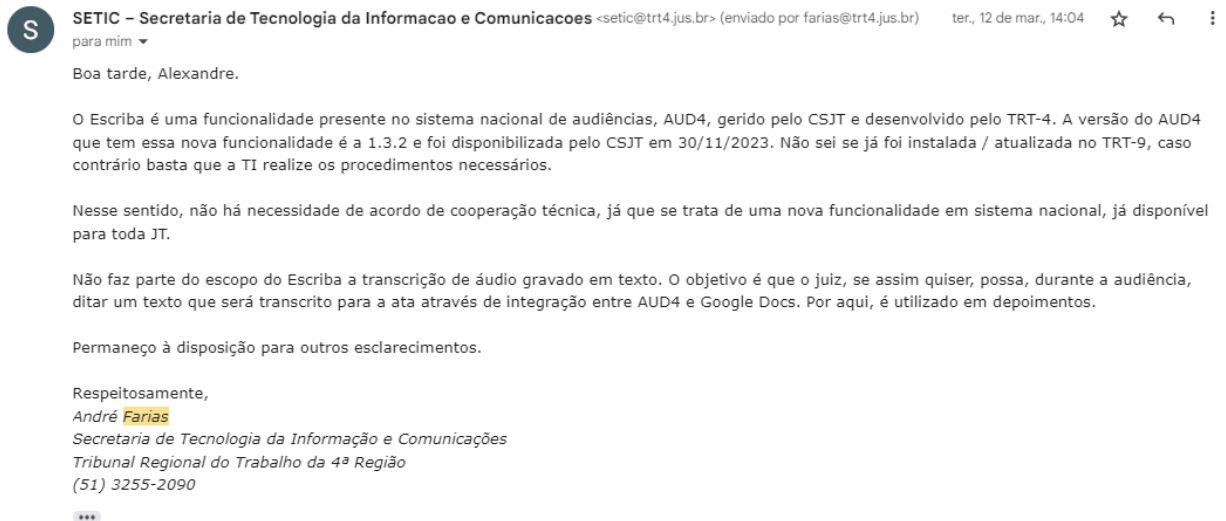 S
SETIC – Secretaria de Tecnologia da Informacao e Comunicacoes <setic@trt4.jus.br> (enviado por farias@trt4.jus.br) ter., 12 de mar., 14:04
para mim
Boa tarde, Alexandre.
O Escriba é uma funcionalidade presente no sistema nacional de audiências, AUD4, gerido pelo CSJT e desenvolvido pelo TRT-4. A versão do AUD4
que tem essa nova funcionalidade é a 1.3.2 e foi disponibilizada pelo CSJT em 30/11/2023. Não sei se já foi instalada / atualizada no TRT-9, caso
contrário basta que a TI realize os procedimentos necessários.
Nesse sentido, não há necessidade de acordo de cooperação técnica, já que se trata de uma nova funcionalidade em sistema nacional, já disponível
para toda JT.
Não faz parte do escopo do Escriba a transcrição de áudio gravado em texto. O objetivo é que o juiz, se assim quiser, possa, durante a audiência,
ditar um texto que será transcrito para a ata através de integração entre AUD4 e Google Docs. Por aqui, é utilizado em depoimentos.
Permaneço à disposição para outros esclarecimentos.
Respeitosamente,
André Farias
Secretaria de Tecnologia da Informação e Comunicações
Tribunal Regional do Trabalho da 4ª Região
(51) 3255-2090